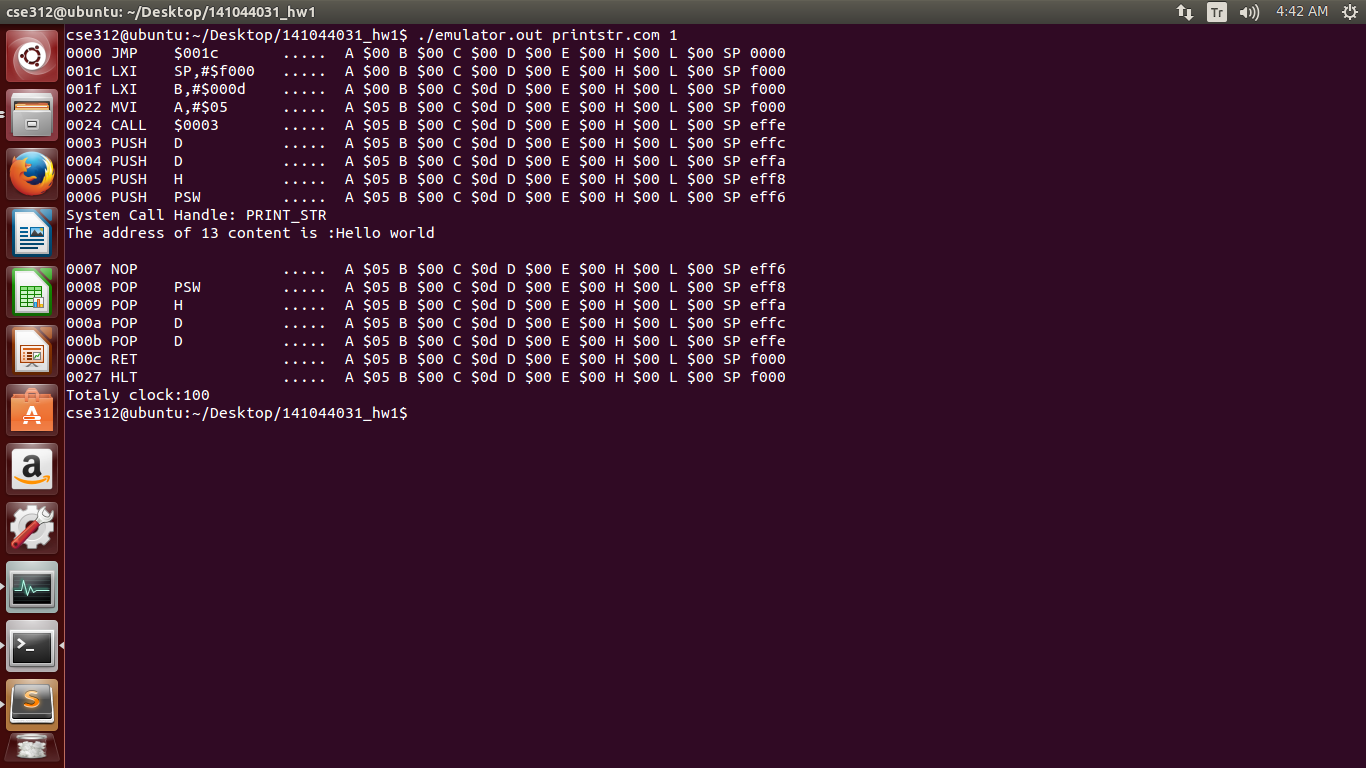 cse312@ubuntu: ~/Desktop/141044031_hw1
Tr
4:42 AM
cse312@ubuntu:~/Desktop/141044031_hw1$ ./emulator.out printstr.com 1
0000 JMP    $001c       .....  A $00 B $00 C $00 D $00 E $00 H $00 L $00 SP 0000
001c LXI    SP,#$f000   .....  A $00 B $00 C $00 D $00 E $00 H $00 L $00 SP f000
001f LXI    B,#$000d    .....  A $00 B $00 C $0d D $00 E $00 H $00 L $00 SP f000
0022 MVI    A,#$05      .....  A $05 B $00 C $0d D $00 E $00 H $00 L $00 SP f000
0024 CALL   $0003       .....  A $05 B $00 C $0d D $00 E $00 H $00 L $00 SP effe
0003 PUSH   D           .....  A $05 B $00 C $0d D $00 E $00 H $00 L $00 SP effc
0004 PUSH   D           .....  A $05 B $00 C $0d D $00 E $00 H $00 L $00 SP effa
0005 PUSH   H           .....  A $05 B $00 C $0d D $00 E $00 H $00 L $00 SP eff8
0006 PUSH   PSW         .....  A $05 B $00 C $0d D $00 E $00 H $00 L $00 SP eff6
System Call Handle: PRINT_STR
The address of 13 content is :Hello world
0007 NOP                .....  A $05 B $00 C $0d D $00 E $00 H $00 L $00 SP eff6
0008 POP    PSW         .....  A $05 B $00 C $0d D $00 E $00 H $00 L $00 SP eff8
0009 POP    H           .....  A $05 B $00 C $0d D $00 E $00 H $00 L $00 SP effa
000a POP    D           .....  A $05 B $00 C $0d D $00 E $00 H $00 L $00 SP effc
000b POP    D           .....  A $05 B $00 C $0d D $00 E $00 H $00 L $00 SP effe
000c RET                .....  A $05 B $00 C $0d D $00 E $00 H $00 L $00 SP f000
0027 HLT                .....  A $05 B $00 C $0d D $00 E $00 H $00 L $00 SP f000
Totaly clock:100
cse312@ubuntu:~/Desktop/141044031_hw1$